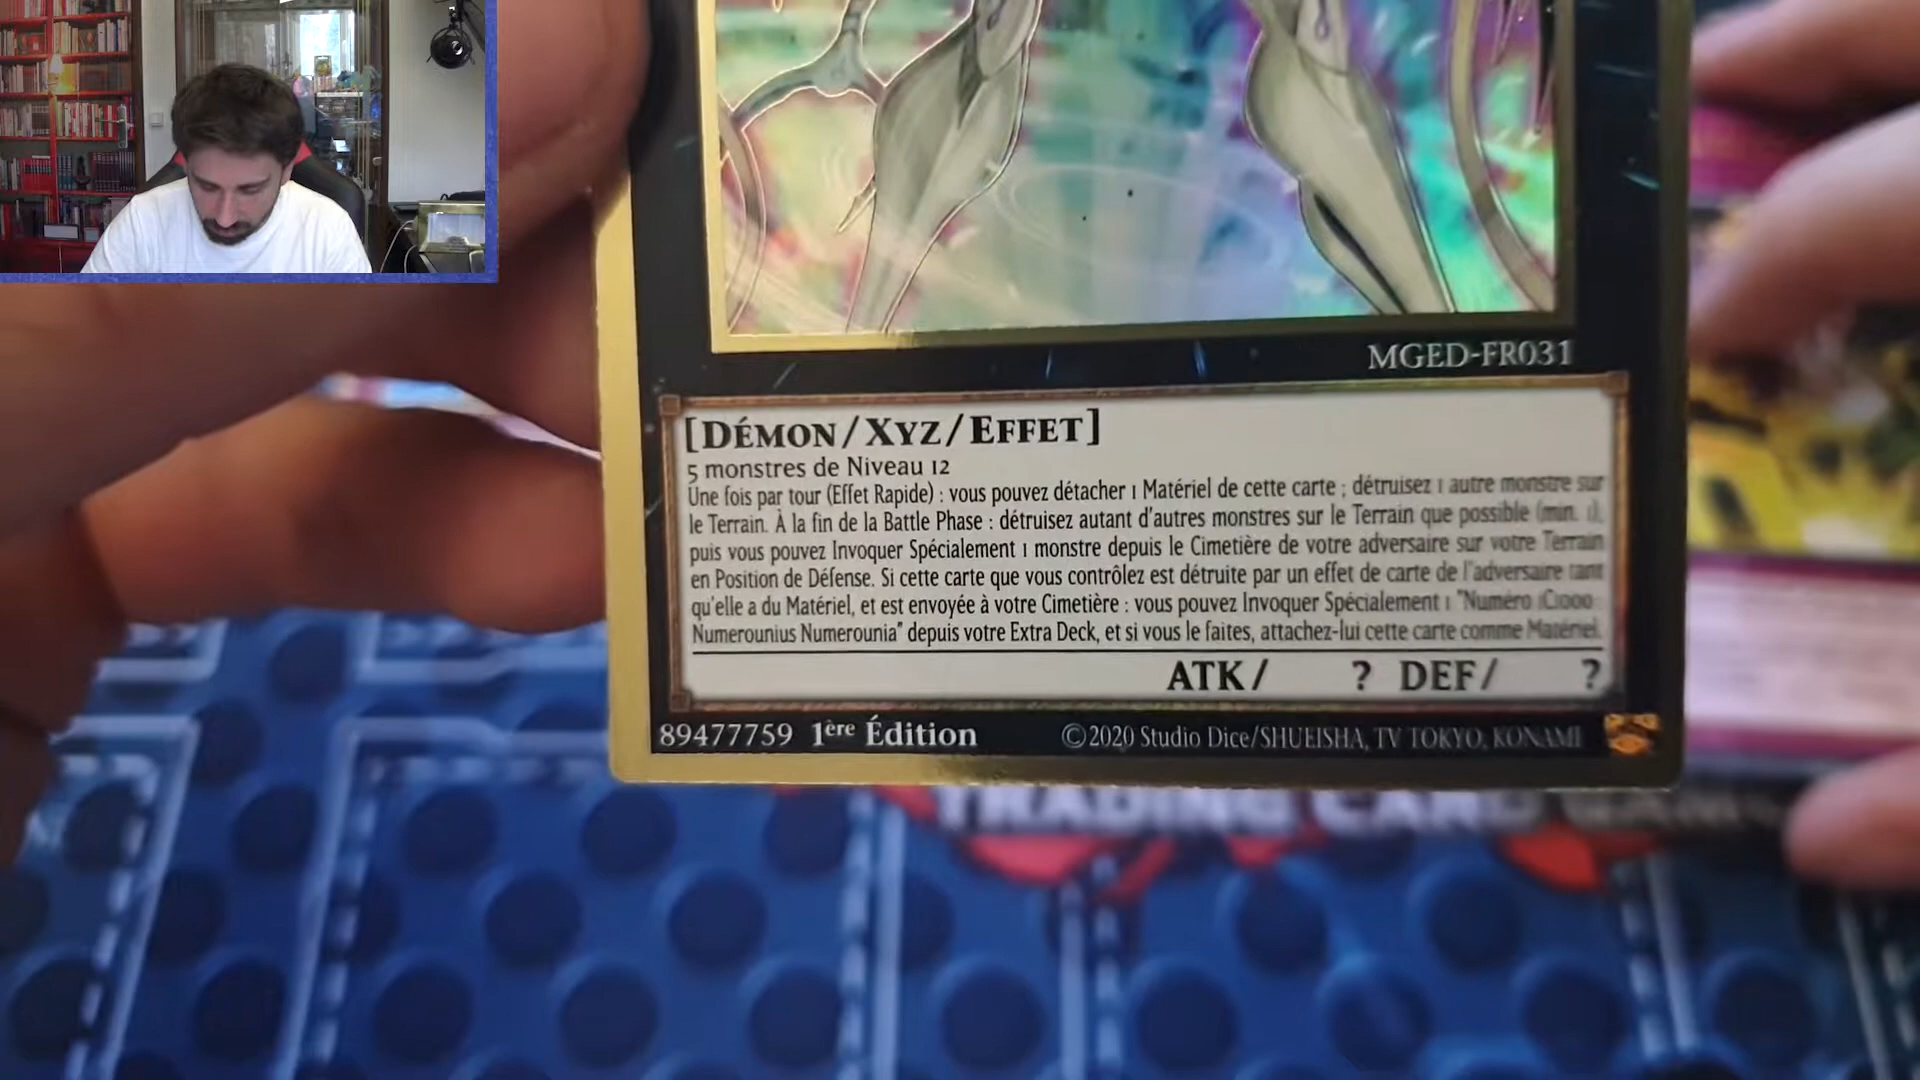 MGED-FR031
[DÉMON/XYZ/EFFET]
5 monstres de Niveau 12
Une fois par tour (Effet Rapide) : vous pouvez détacher 1 Matériel de cette carte ; détruisez 1 autre monstre sur
le Terrain. À la fin de la Battle Phase : détruisez autant d'autres monstres sur le Terrain que possible (min. 1),
puis vous pouvez Invoquer Spécialement 1 monstre depuis le Cimetière de votre adversaire sur votre Terrain
en Position de Défense. Si cette carte que vous contrôlez est détruite par un effet de carte de l'adversaire tant
qu'elle a du Matériel, et est envoyée à votre Cimetière : vous pouvez Invoquer Spécialement 1 "Numéro iC1000 :
Numerounius Numerounia" depuis votre Extra Deck, et si vous le faites, attachez-lui cette carte comme Matériel.
ATK/ ? DEF/ ?
89477759 1ère Édition ©2020 Studio Dice/SHUEISHA, TV TOKYO, KONAMI
TRADING CARD GAME